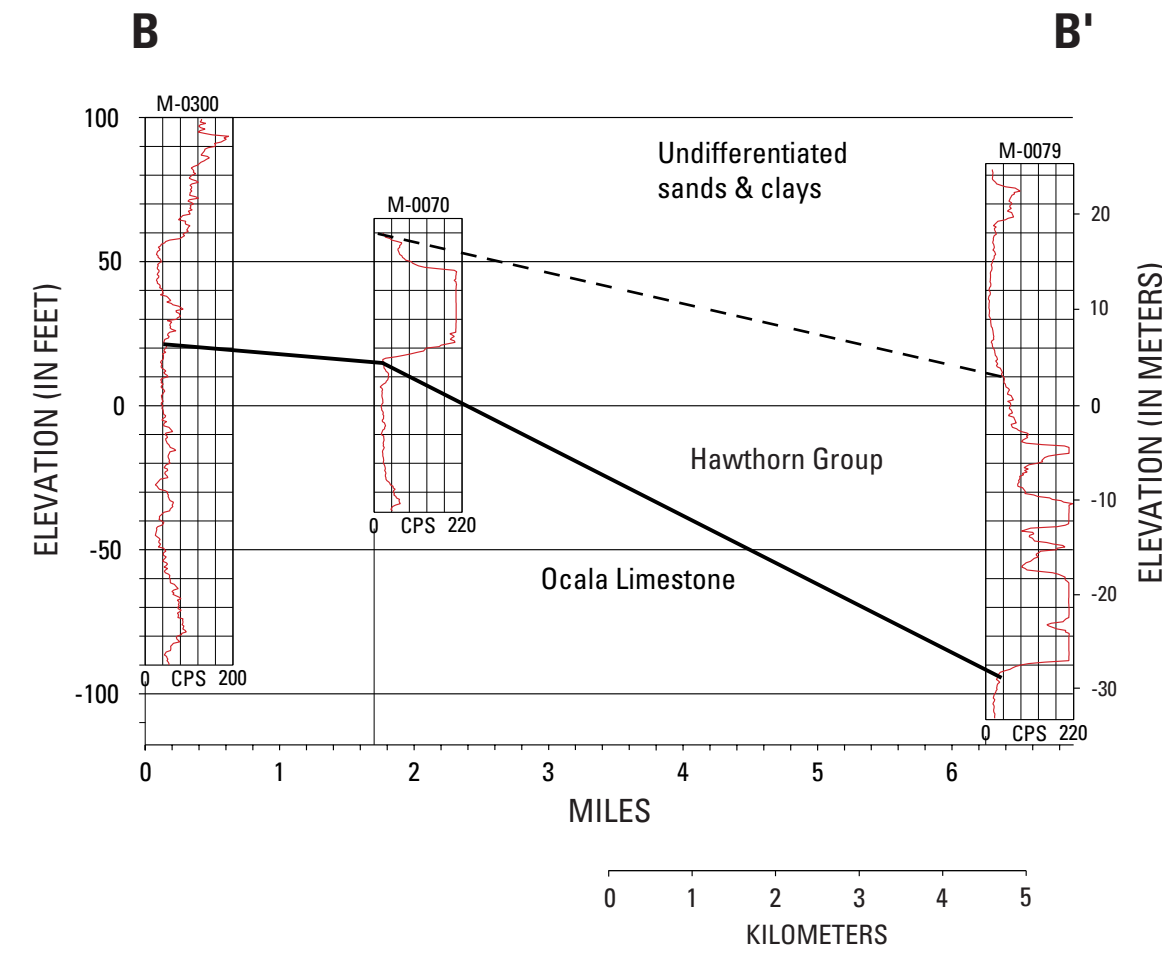 B B'
M-0300
M-0070
M-0079
Undifferentiated
sands & clays
Hawthorn Group
Ocala Limestone
ELEVATION (IN FEET)
100
50
0
-50
-100
ELEVATION (IN METERS)
20
10
0
-10
-20
-30
0 CPS 200
0 CPS 220
0 CPS 220
0 1 2 3 4 5 6
MILES
0 1 2 3 4 5
KILOMETERS